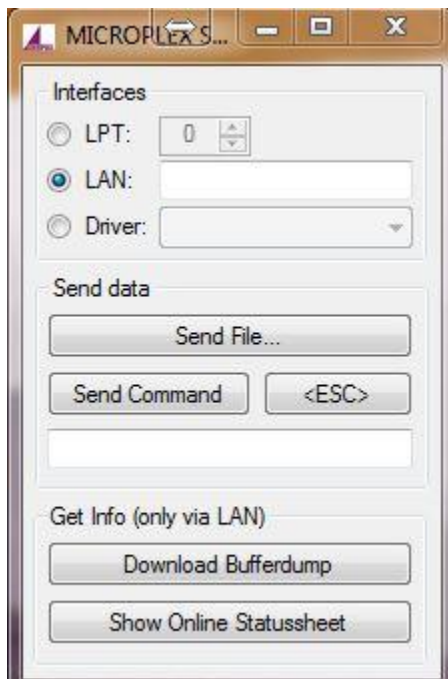 MICROPLEX S...
Interfaces
LPT: 0
LAN:
Driver:
Send data
Send File...
Send Command <ESC>
Get Info (only via LAN)
Download Bufferdump
Show Online Statussheet